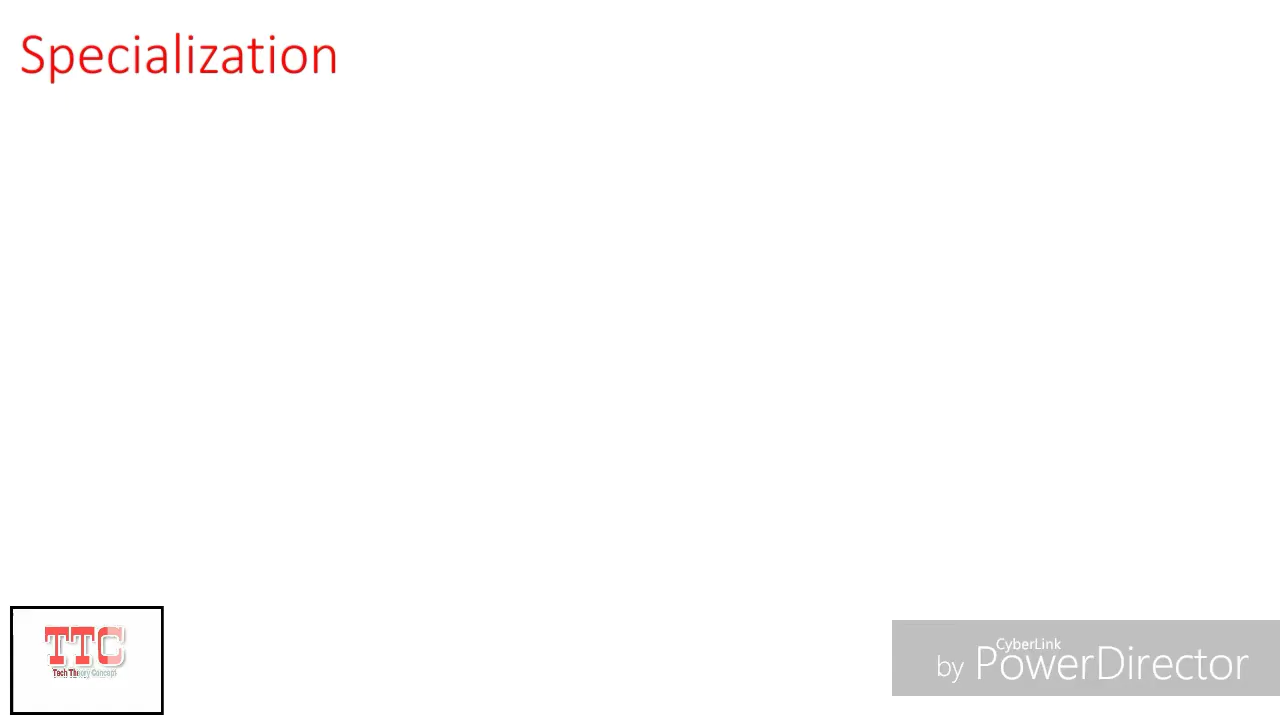 Specialization
TTC
Tech Theory Concept
CyberLink
by PowerDirector